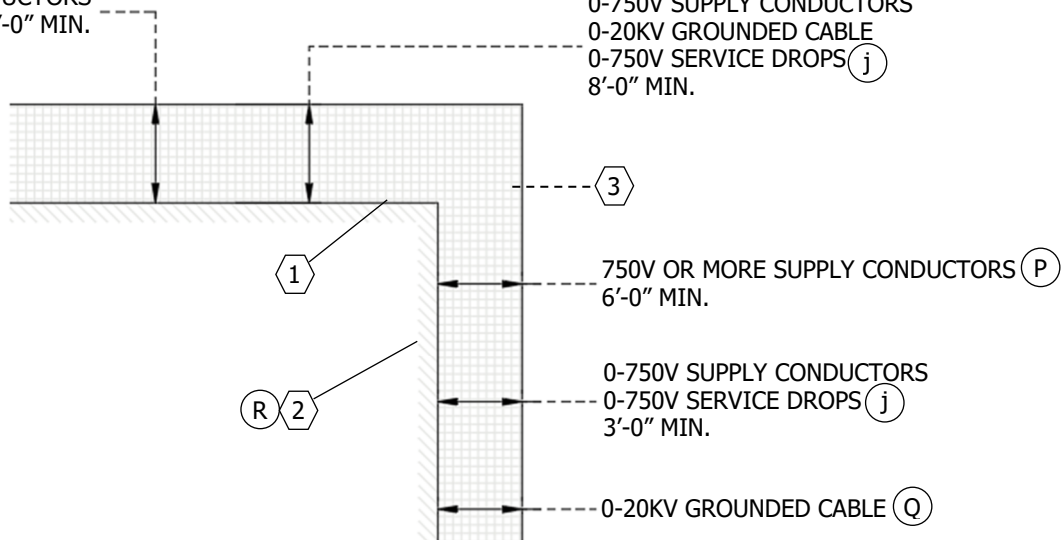 0-750V SUPPLY CONDUCTORS
0-20KV GROUNDED CABLE
0-750V SERVICE DROPS j
8’-0” MIN.
-0” MIN.
3
1
750V OR MORE SUPPLY CONDUCTORS P
6’-0” MIN.
0-750V SUPPLY CONDUCTORS
0-750V SERVICE DROPS j
3’-0” MIN.
R 2
0-20KV GROUNDED CABLE Q